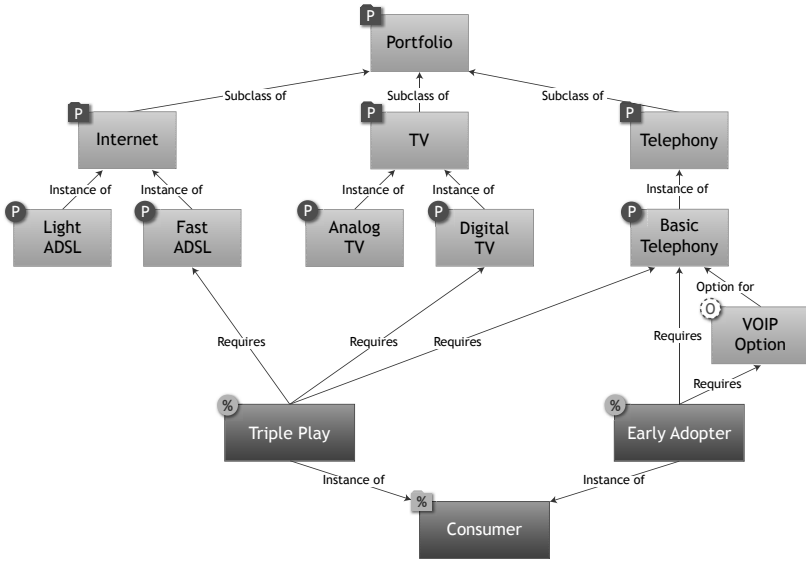 P
Portfolio
Subclass of
Subclass of
Subclass of
P
Internet
P
TV
P
Telephony
Instance of
Instance of
Instance of
Instance of
Instance of
P
Light
ADSL
P
Fast
ADSL
P
Analog
TV
P
Digital
TV
P
Basic
Telephony
Option for
O
VOIP
Option
Requires
Requires
Requires
Requires
Requires
%
Triple Play
%
Early Adopter
Instance of
Instance of
%
Consumer